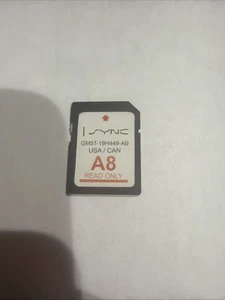 SYNC
GM5T-19H449-AB
USA / CAN
A8
READ ONLY